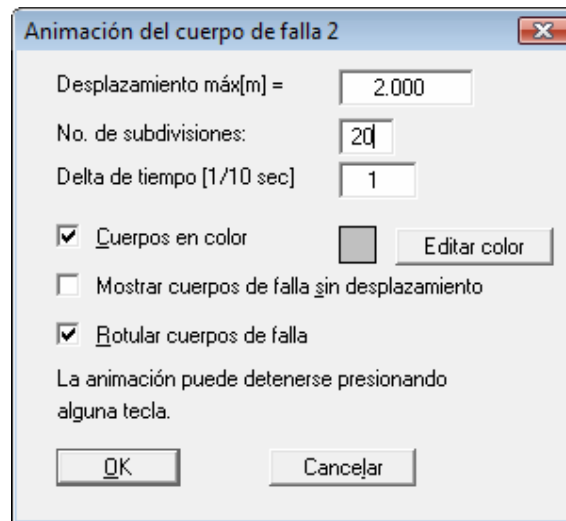 Animación del cuerpo de falla 2
Desplazamiento máx[m] = 2.000
No. de subdivisiones: 20
Delta de tiempo [1/10 sec] 1
Cuerpos en color Editar color
Mostrar cuerpos de falla sin desplazamiento
Rotular cuerpos de falla
La animación puede detenerse presionando
alguna tecla.
OK Cancelar